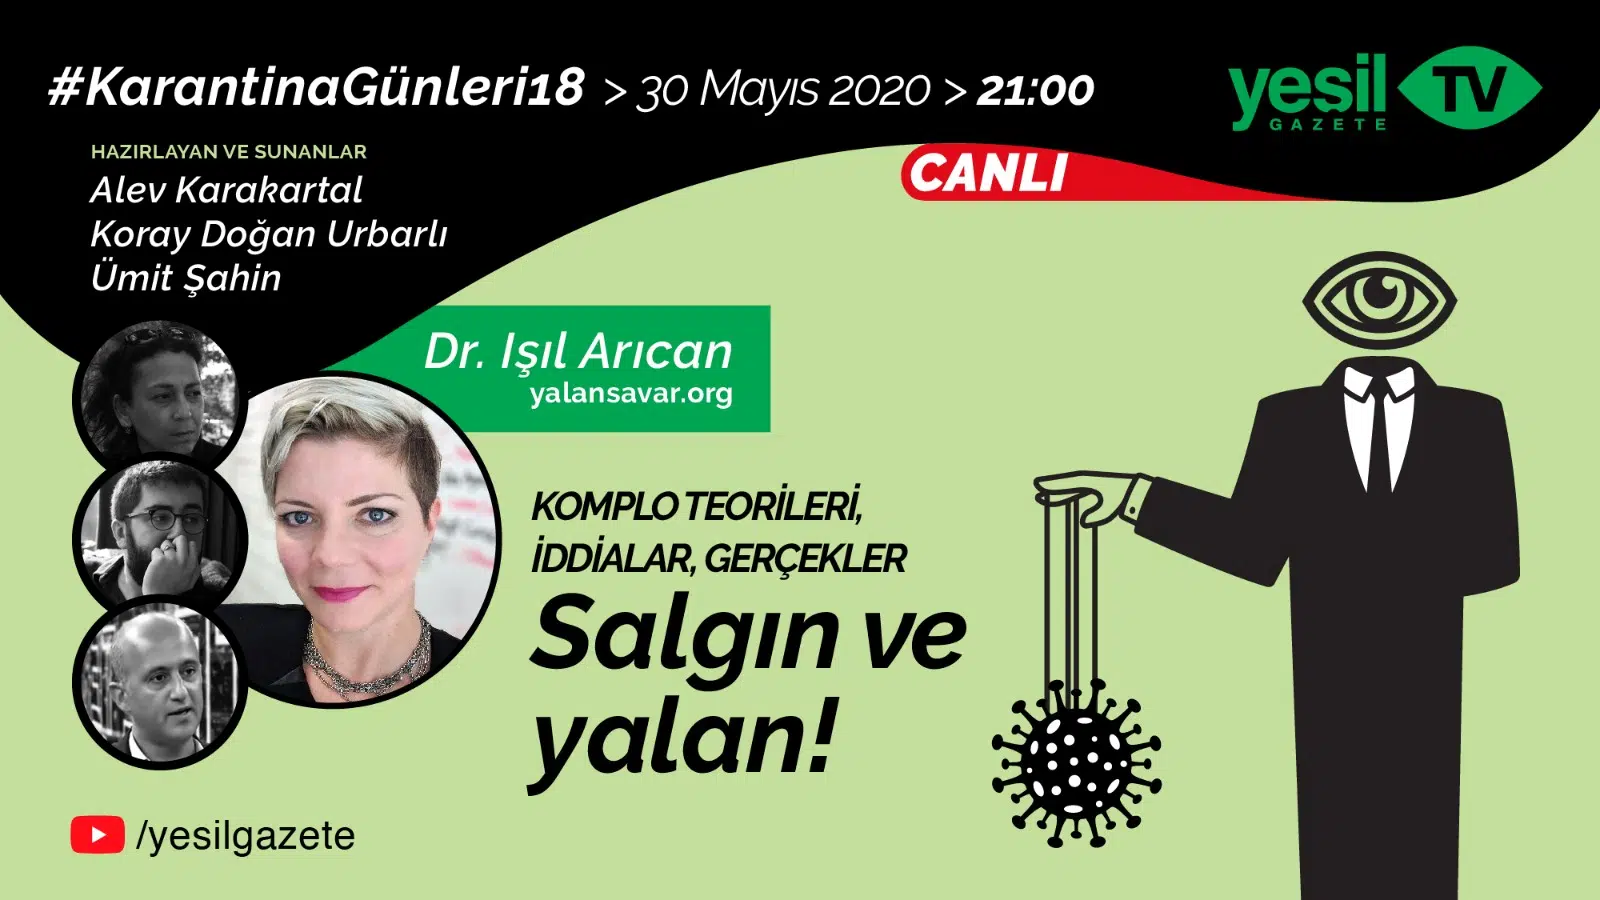 #KarantinaGünleri18 > 30 Mayıs 2020 > 21:00
yeşil TV
GAZETE
HAZIRLAYAN VE SUNANLAR
Alev Karakartal
Koray Doğan Urbarlı
Ümit Şahin
CANLI
Dr. Işıl Arıcan
yalansavar.org
KOMPLO TEORİLERİ,
İDDİALAR, GERÇEKLER
Salgın ve
yalan!
/yesilgazete